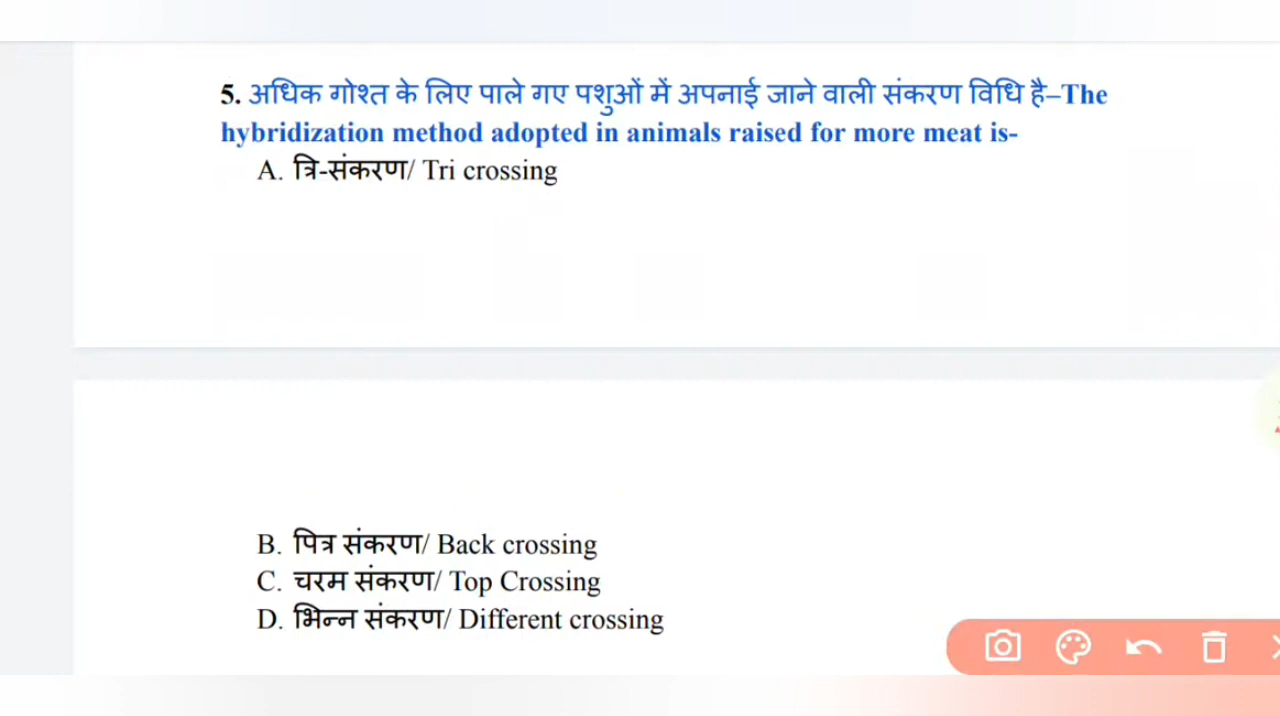 5. अधिक गोश्त के लिए पाले गए पशुओं में अपनाई जाने वाली संकरण विधि है–The
hybridization method adopted in animals raised for more meat is-
A. त्रि-संकरण/ Tri crossing
B. पित्र संकरण/ Back crossing
C. चरम संकरण/ Top Crossing
D. भिन्न संकरण/ Different crossing